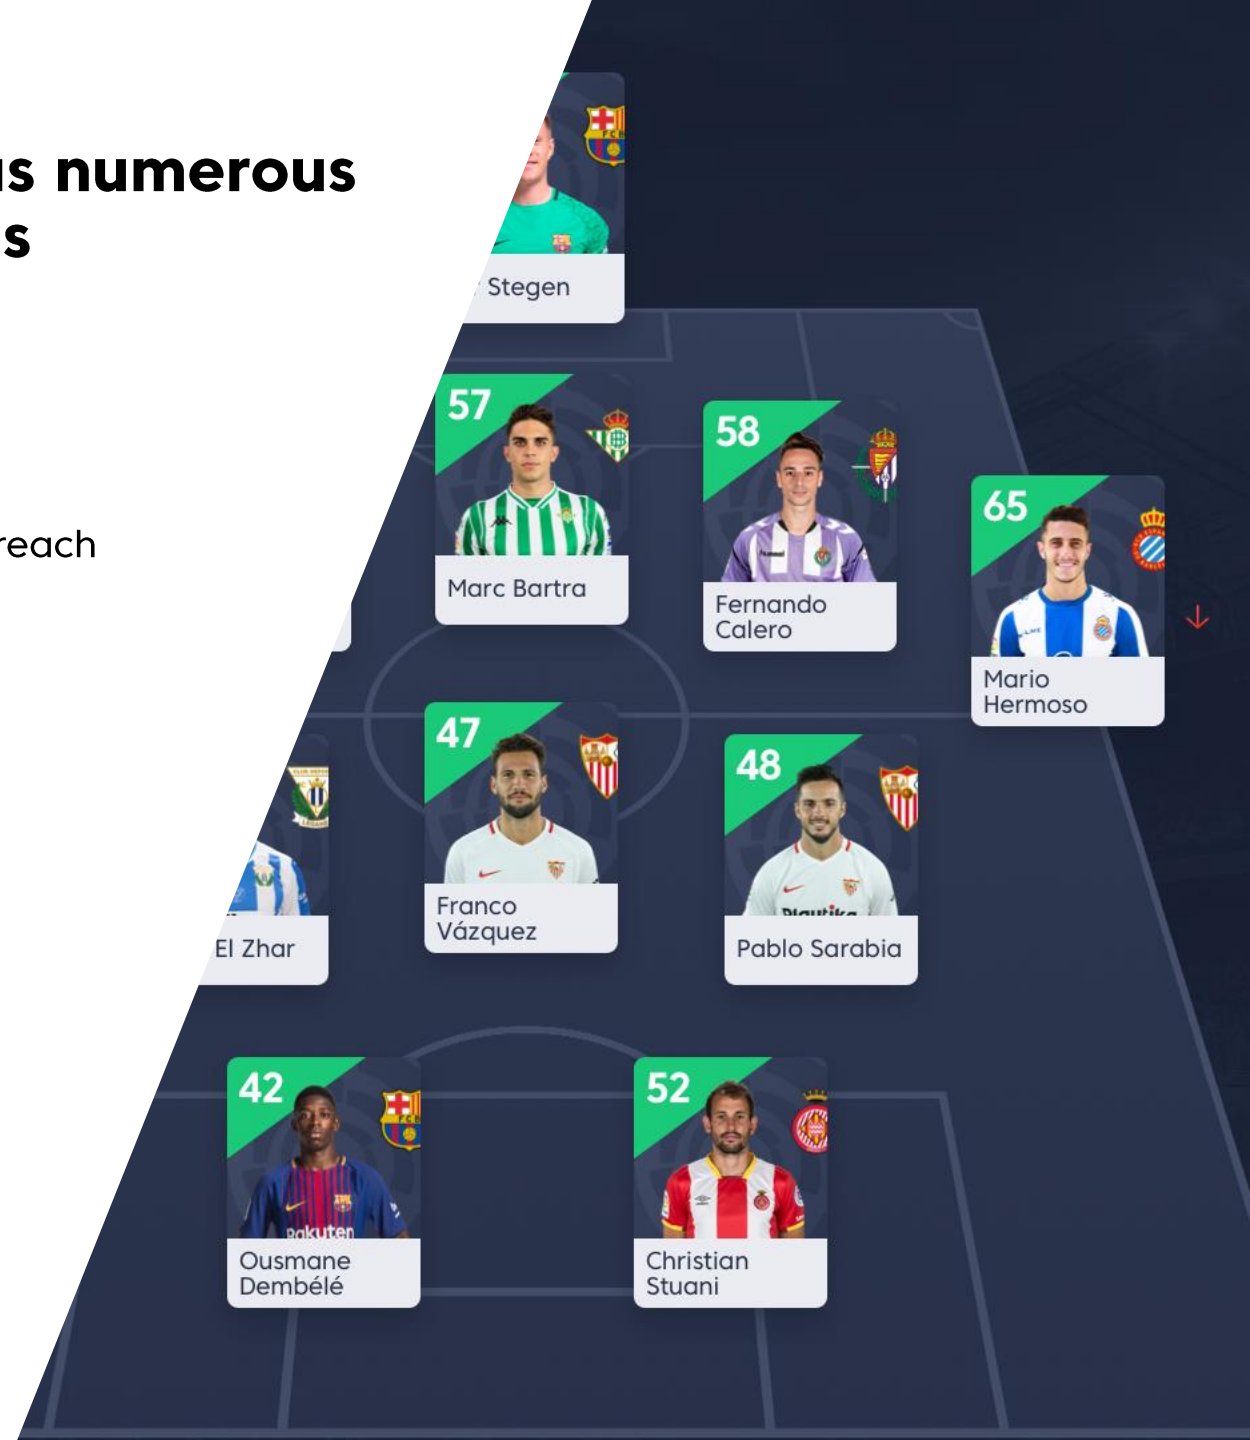 numerous
s
Stegen
57
Marc Bartra
58
Fernando
Calero
65
Mario
Hermoso
reach
47
Franco
Vázquez
48
Pablo Sarabia
El Zhar
42
Rakuten
Ousmane
Dembélé
52
Christian
Stuani